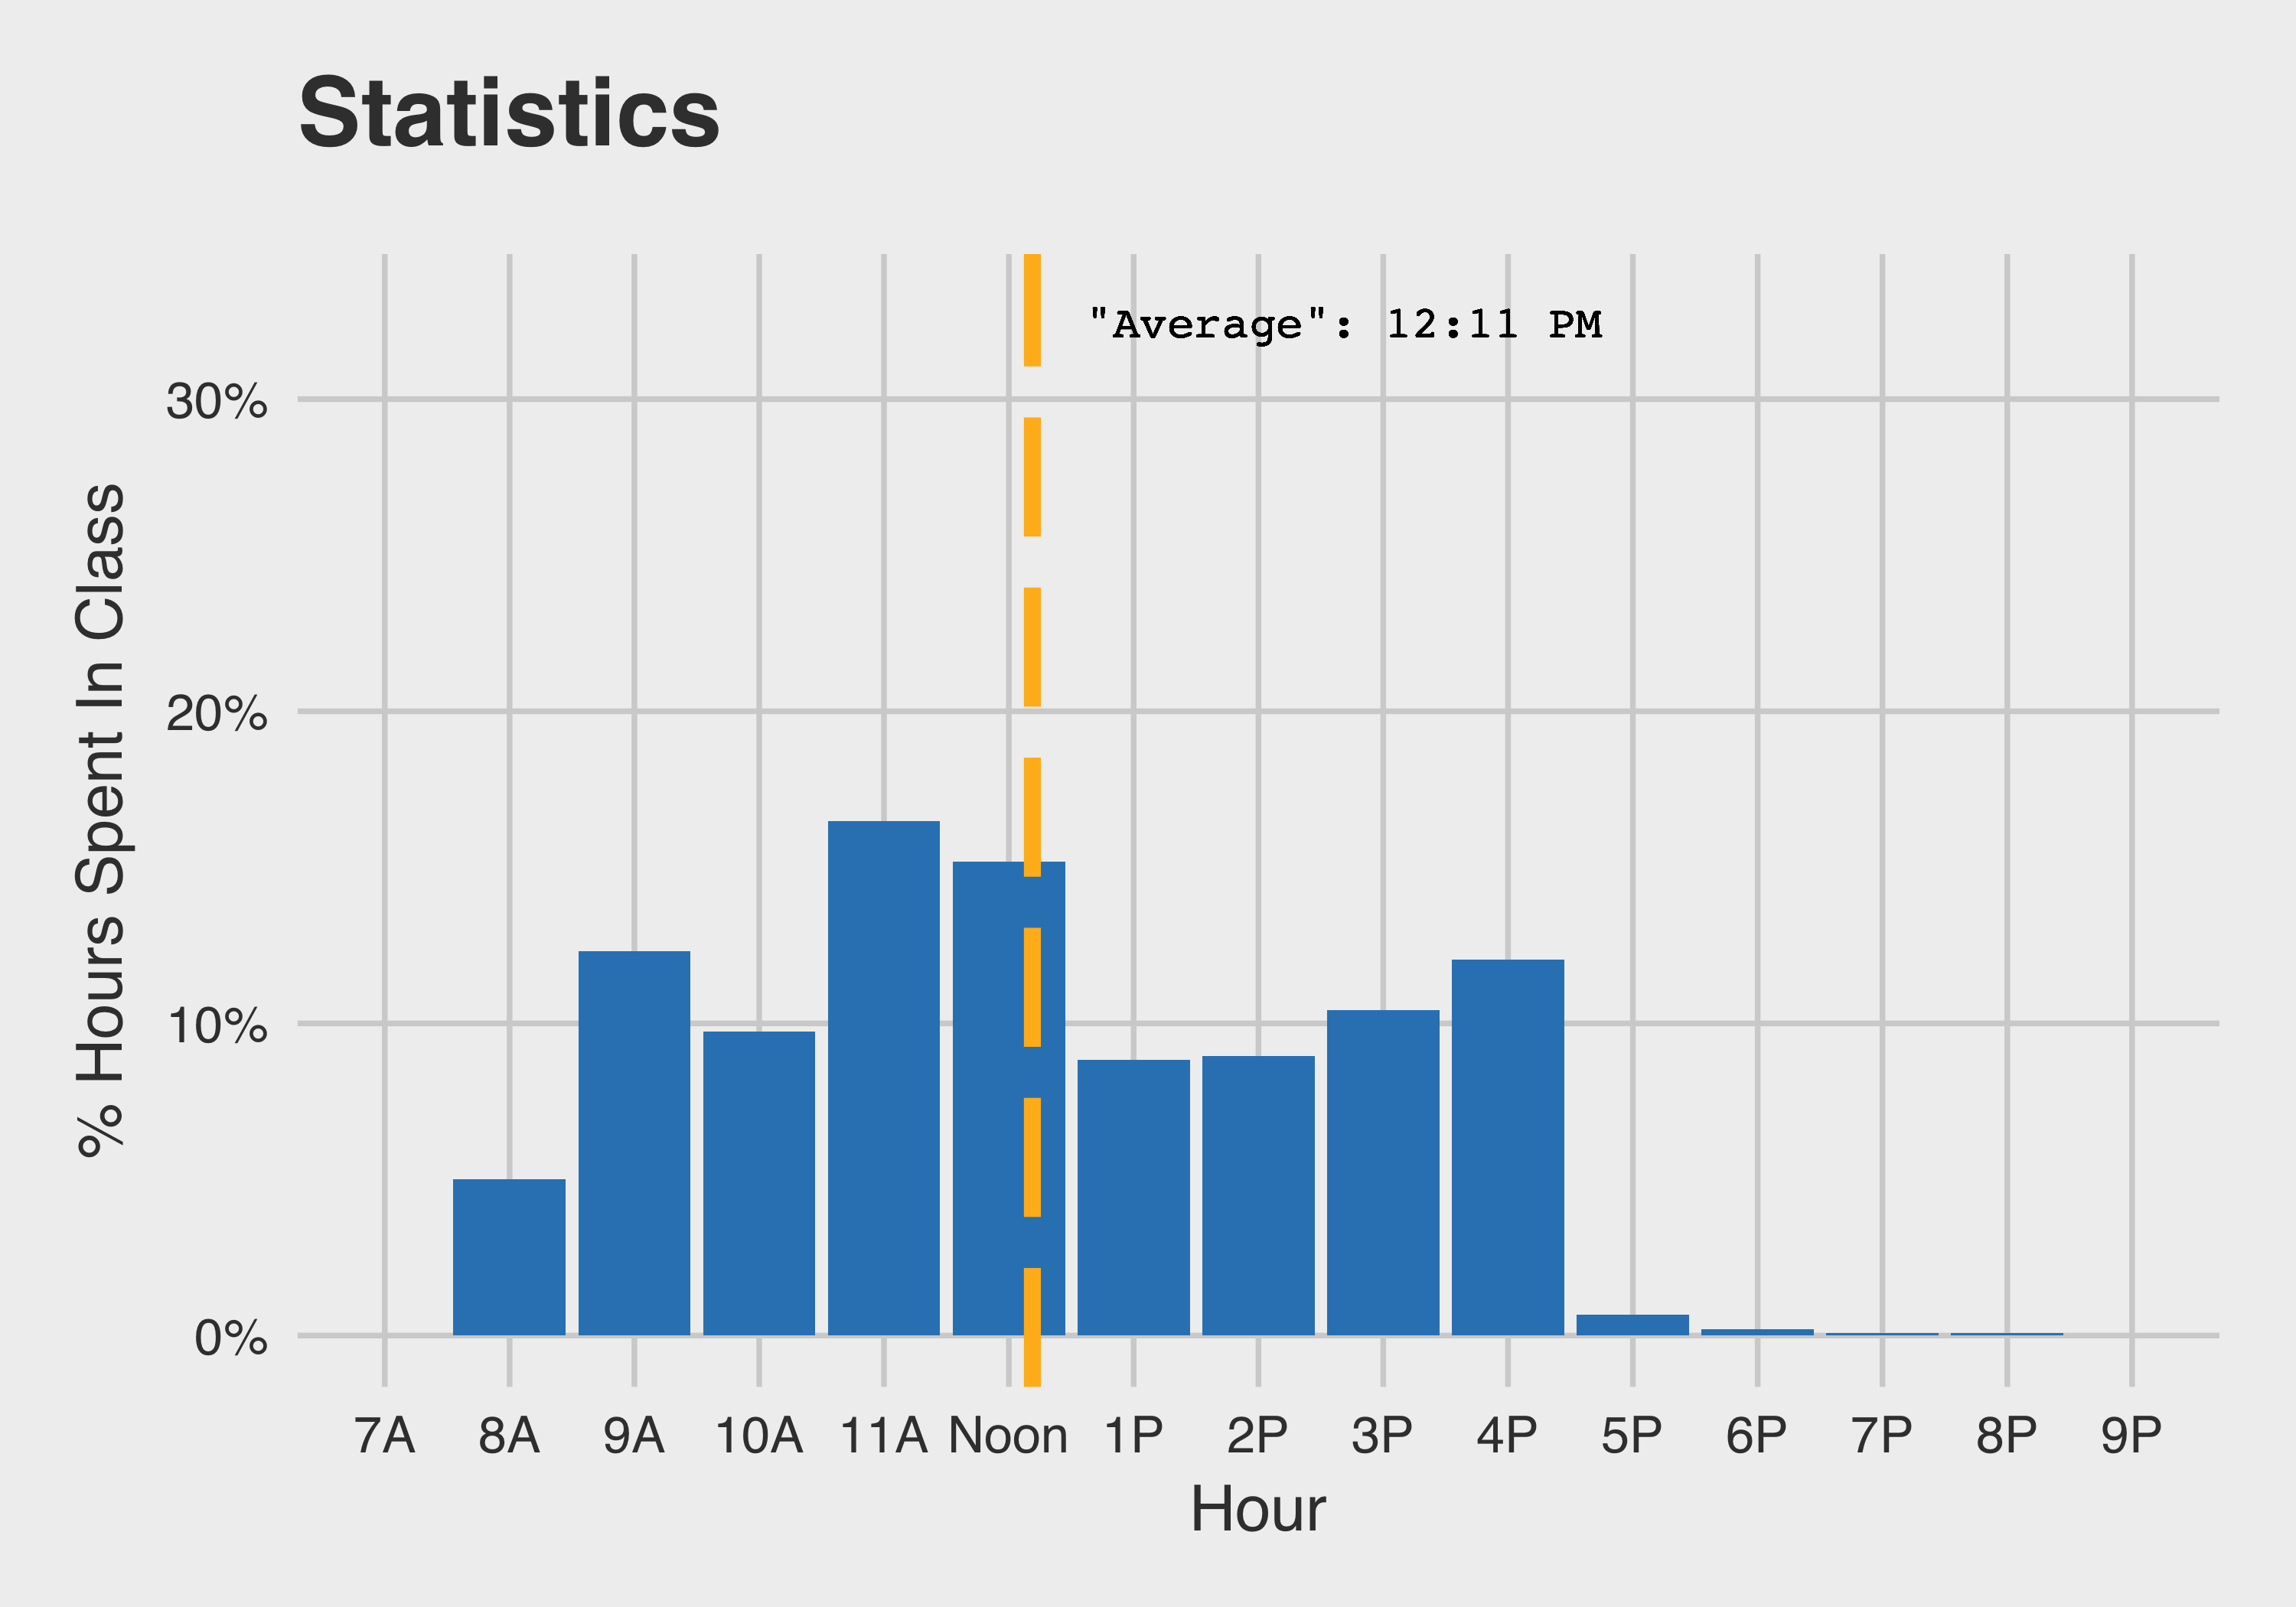 Statistics
"Average": 12:11 PM
% Hours Spent In Class
30%
20%
10%
0%
7A 8A 9A 10A 11A Noon 1P 2P 3P 4P 5P 6P 7P 8P 9P
Hour